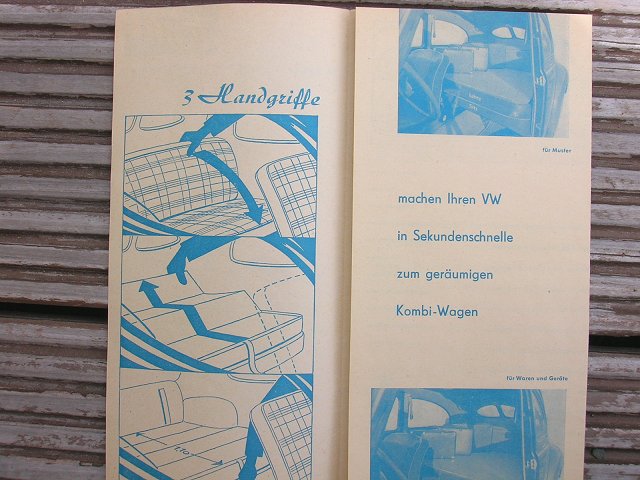 3 Handgriffe
für Muster
machen Ihren VW
in Sekundenschnelle
zum geräumigen
Kombi-Wagen
für Waren und Geräte